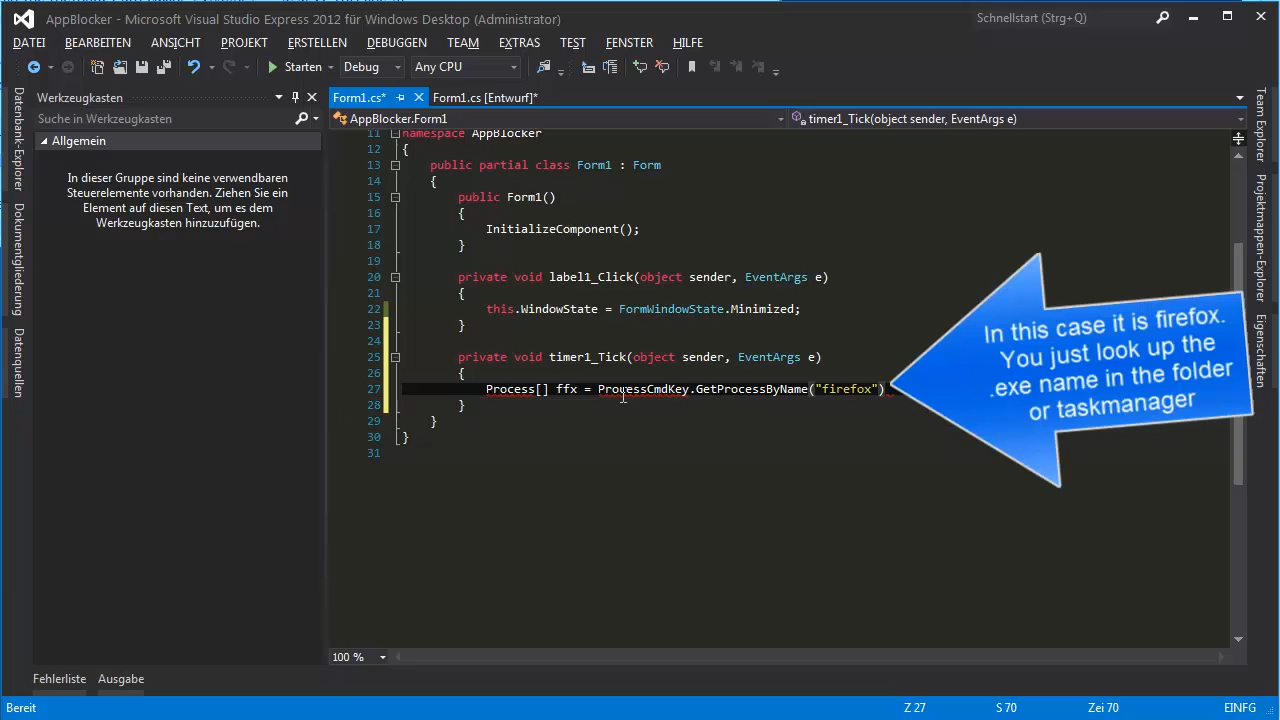 AppBlocker - Microsoft Visual Studio Express 2012 für Windows Desktop (Administrator)
Schnellstart (Strg+Q)
DATEI BEARBEITEN ANSICHT PROJEKT ERSTELLEN DEBUGGEN TEAM EXTRAS TEST FENSTER HILFE
Starten Debug Any CPU
Werkzeugkasten
Form1.cs* Form1.cs [Entwurf]*
Suche in Werkzeugkasten
AppBlocker.Form1 timer1_Tick(object sender, EventArgs e)
Allgemein
In dieser Gruppe sind keine verwendbaren
Steuerelemente vorhanden. Ziehen Sie ein
Element auf diesen Text, um es dem
Werkzeugkasten hinzuzufügen.
Datenbank-Explorer
Dokumentgliederung
Datenquellen
11 namespace AppBlocker
12 {
13 public partial class Form1 : Form
14 {
15 public Form1()
16 {
17 InitializeComponent();
18 }
19
20 private void label1_Click(object sender, EventArgs e)
21 {
22 this.WindowState = FormWindowState.Minimized;
23 }
24
25 private void timer1_Tick(object sender, EventArgs e)
26 {
27 Process[] ffx = ProcessCmdKey.GetProcessByName("firefox")
28 }
29 }
30 }
31
In this case it is firefox.
You just look up the
.exe name in the folder
or taskmanager
Team Explorer
Projektmappen-Explorer
Eigenschaften
100 %
Fehlerliste Ausgabe
Bereit Z 27 S 70 Zei 70 EINFG